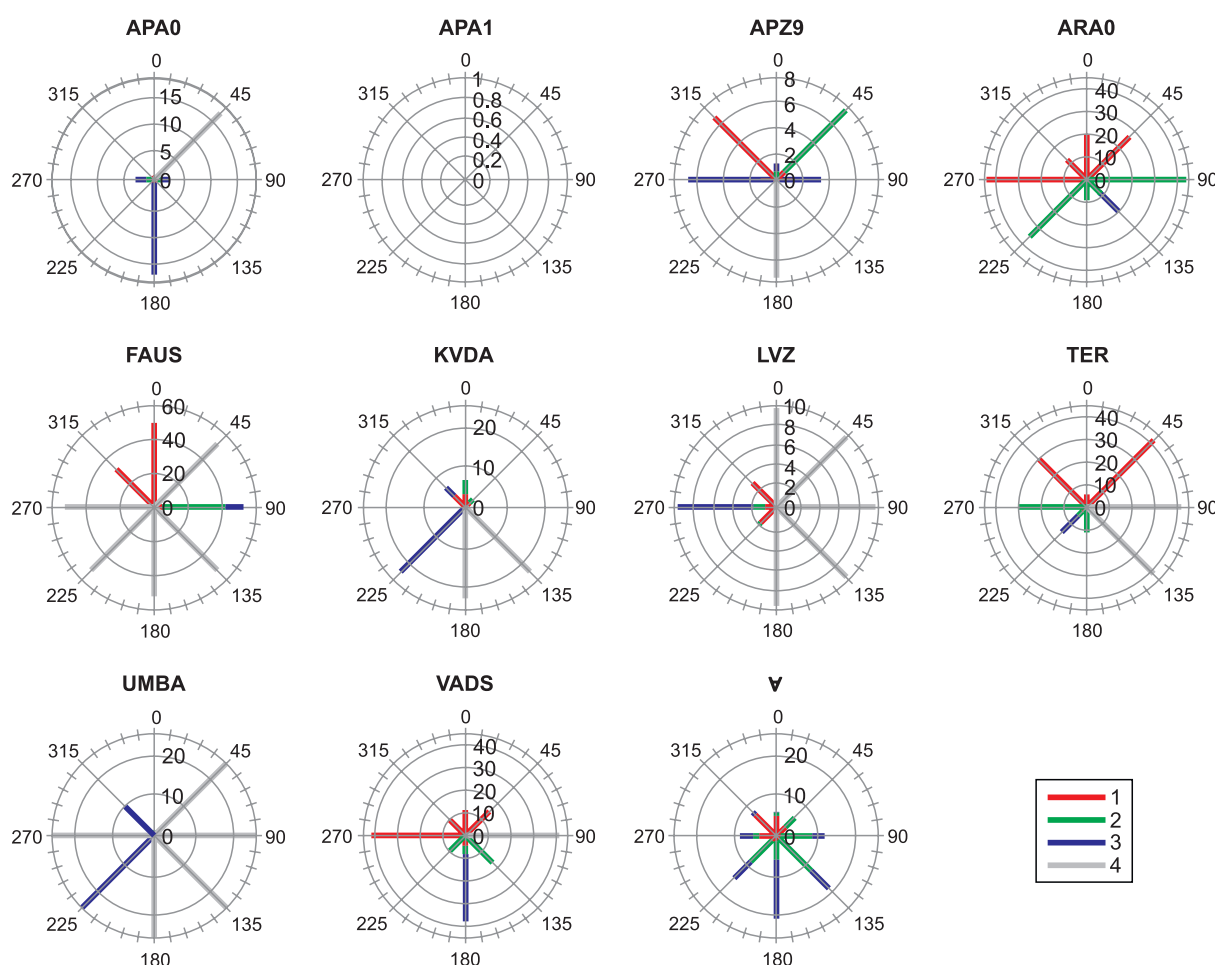 APA0 APA1 APZ9 ARA0
0 0 0 0
315 45 315 45 315 45 315 45
15 10 5 0
1 0.8 0.6 0.4 0.2 0
8 6 4 2 0
40 30 20 10 0
270 90 270 90 270 90 270 90
225 135 225 135 225 135 225 135
180 180 180 180
FAUS KVDA LVZ TER
0 0 0 0
315 45 315 45 315 45 315 45
60 40 20 0
20 10 0
10 8 6 4 2 0
40 30 20 10 0
270 90 270 90 270 90 270 90
225 135 225 135 225 135 225 135
180 180 180 180
UMBA VADS ∀
0 0 0
315 45 315 45 315 45
20 10 0
40 30 20 10 0
20 10 0
270 90 270 90 270 90
225 135 225 135 225 135
180 180 180
1
2
3
4